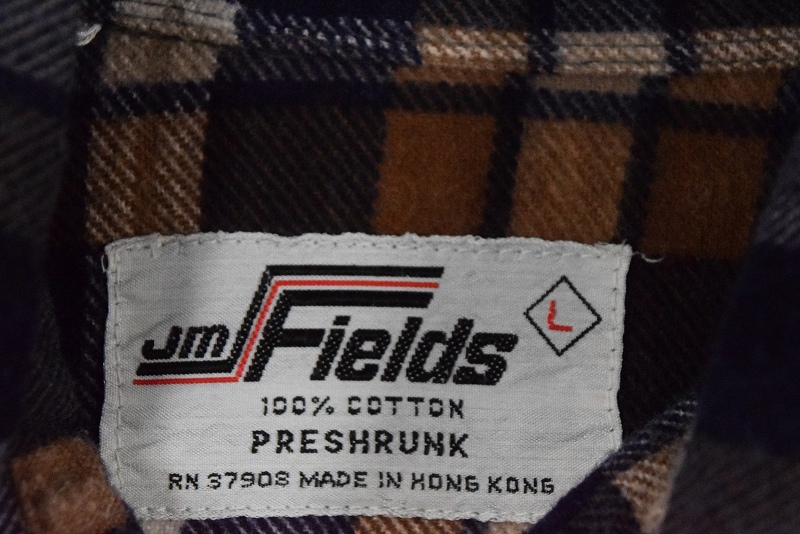 JM Fields
L
100% COTTON
PRESHRUNK
RN 37908 MADE IN HONG KONG